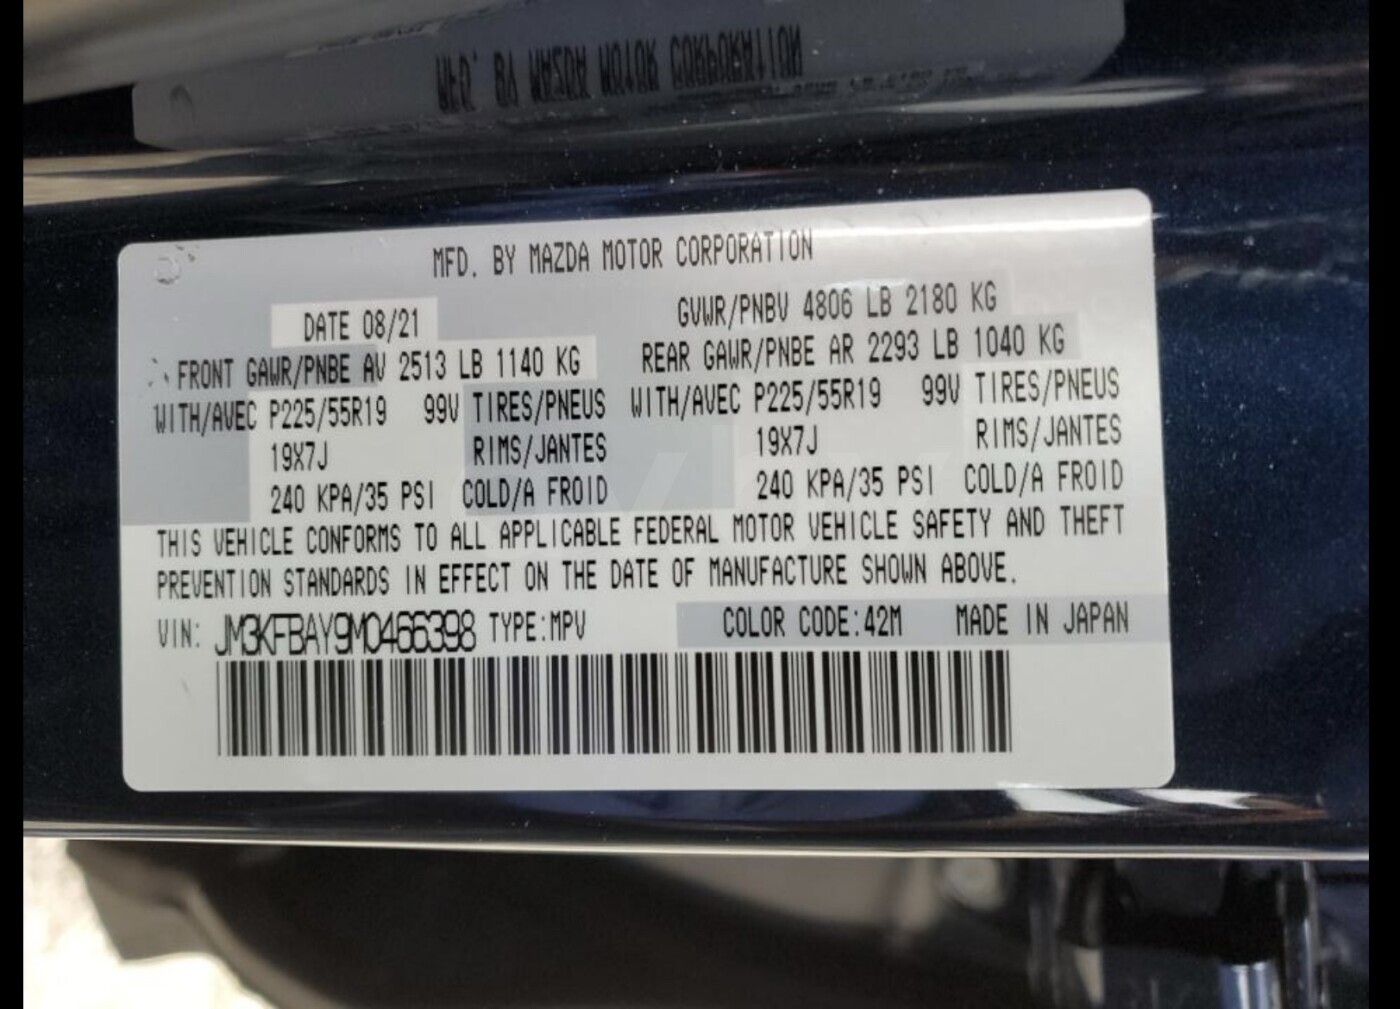 MFD. BY MAZDA MOTOR CORPORATION
MFD. BY MAZDA MOTOR CORPORATION
DATE 08/21 GVWR/PNBV 4806 LB 2180 KG
FRONT GAWR/PNBE AV 2513 LB 1140 KG REAR GAWR/PNBE AR 2293 LB 1040 KG
WITH/AVEC P225/55R19 99V TIRES/PNEUS WITH/AVEC P225/55R19 99V TIRES/PNEUS
19X7J RIMS/JANTES 19X7J RIMS/JANTES
240 KPA/35 PSI COLD/A FROID 240 KPA/35 PSI COLD/A FROID
THIS VEHICLE CONFORMS TO ALL APPLICABLE FEDERAL MOTOR VEHICLE SAFETY AND THEFT
PREVENTION STANDARDS IN EFFECT ON THE DATE OF MANUFACTURE SHOWN ABOVE.
VIN: JM3KFBAY9M0466398 TYPE:MPV COLOR CODE:42M MADE IN JAPAN